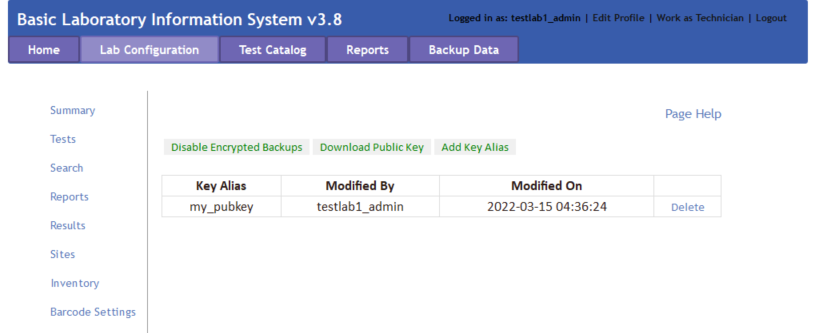 Basic Laboratory Information System v3.8
Logged in as: testlab1_admin | Edit Profile | Work as Technician | Logout
Home Lab Configuration Test Catalog Reports Backup Data
Summary
Tests
Search
Reports
Results
Sites
Inventory
Barcode Settings
Page Help
Disable Encrypted Backups Download Public Key Add Key Alias
Key Alias Modified By Modified On
my_pubkey testlab1_admin 2022-03-15 04:36:24 Delete